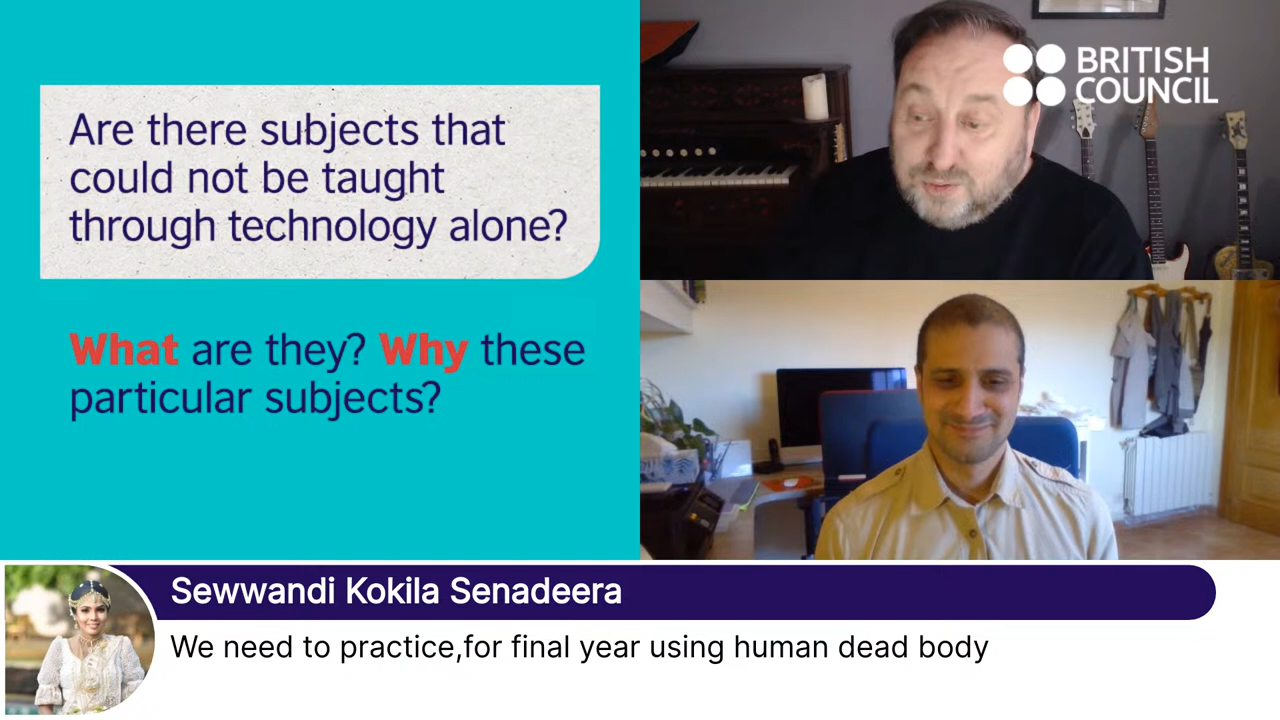 Are there subjects that
could not be taught
through technology alone?
What are they? Why these
particular subjects?
BRITISH
COUNCIL
Sewwandi Kokila Senadeera
We need to practice,for final year using human dead body